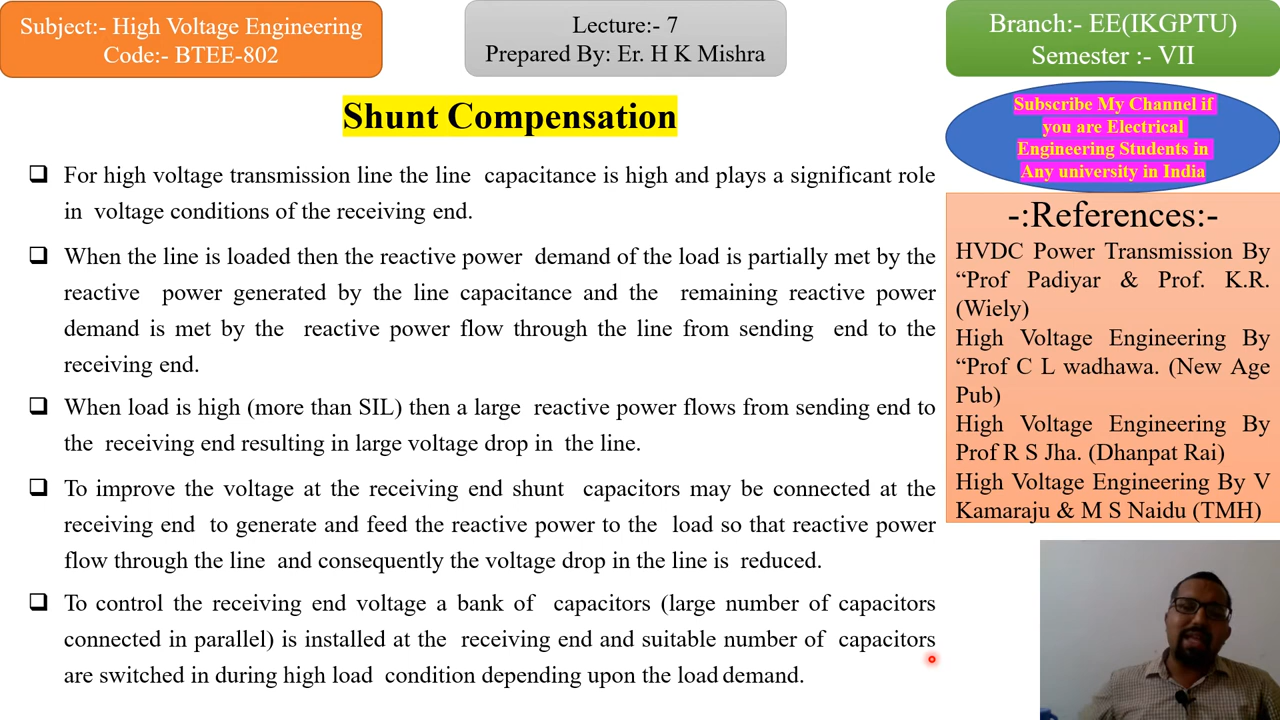 Subject:- High Voltage Engineering
Code:- BTEE-802
Lecture:- 7
Prepared By: Er. H K Mishra
Branch:- EE(IKGPTU)
Semester :- VII
Shunt Compensation
Subscribe My Channel if
you are Electrical
Engineering Students in
Any university in India
For high voltage transmission line the line capacitance is high and plays a significant role
in voltage conditions of the receiving end.
When the line is loaded then the reactive power demand of the load is partially met by the
reactive power generated by the line capacitance and the remaining reactive power
demand is met by the reactive power flow through the line from sending end to the
receiving end.
When load is high (more than SIL) then a large reactive power flows from sending end to
the receiving end resulting in large voltage drop in the line.
To improve the voltage at the receiving end shunt capacitors may be connected at the
receiving end to generate and feed the reactive power to the load so that reactive power
flow through the line and consequently the voltage drop in the line is reduced.
To control the receiving end voltage a bank of capacitors (large number of capacitors
connected in parallel) is installed at the receiving end and suitable number of capacitors
are switched in during high load condition depending upon the load demand.
-:References:-
HVDC Power Transmission By
“Prof Padiyar & Prof. K.R.
(Wiely)
High Voltage Engineering By
“Prof C L wadhawa. (New Age
Pub)
High Voltage Engineering By
Prof R S Jha. (Dhanpat Rai)
High Voltage Engineering By V
Kamaraju & M S Naidu (TMH)